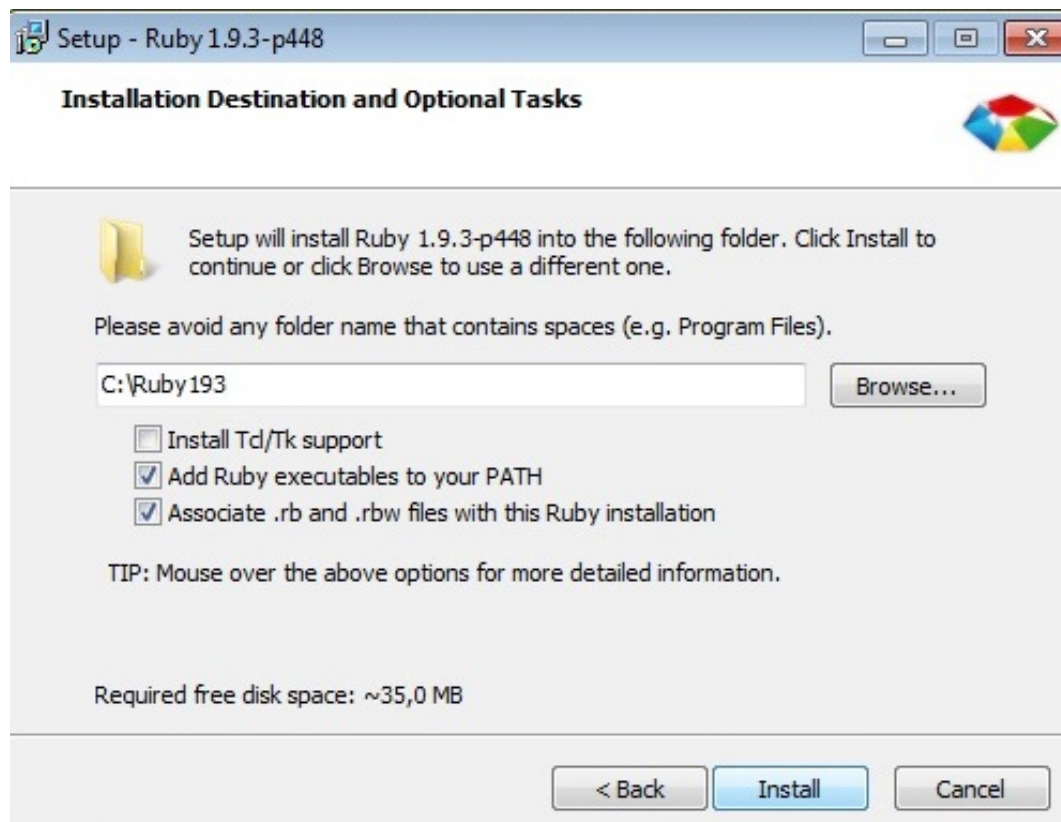 Setup - Ruby 1.9.3-p448
Installation Destination and Optional Tasks
Setup will install Ruby 1.9.3-p448 into the following folder. Click Install to
continue or click Browse to use a different one.
Please avoid any folder name that contains spaces (e.g. Program Files).
C:\Ruby193
Browse...
Install Tcl/Tk support
Add Ruby executables to your PATH
Associate .rb and .rbw files with this Ruby installation
TIP: Mouse over the above options for more detailed information.
Required free disk space: ~35,0 MB
< Back Install Cancel